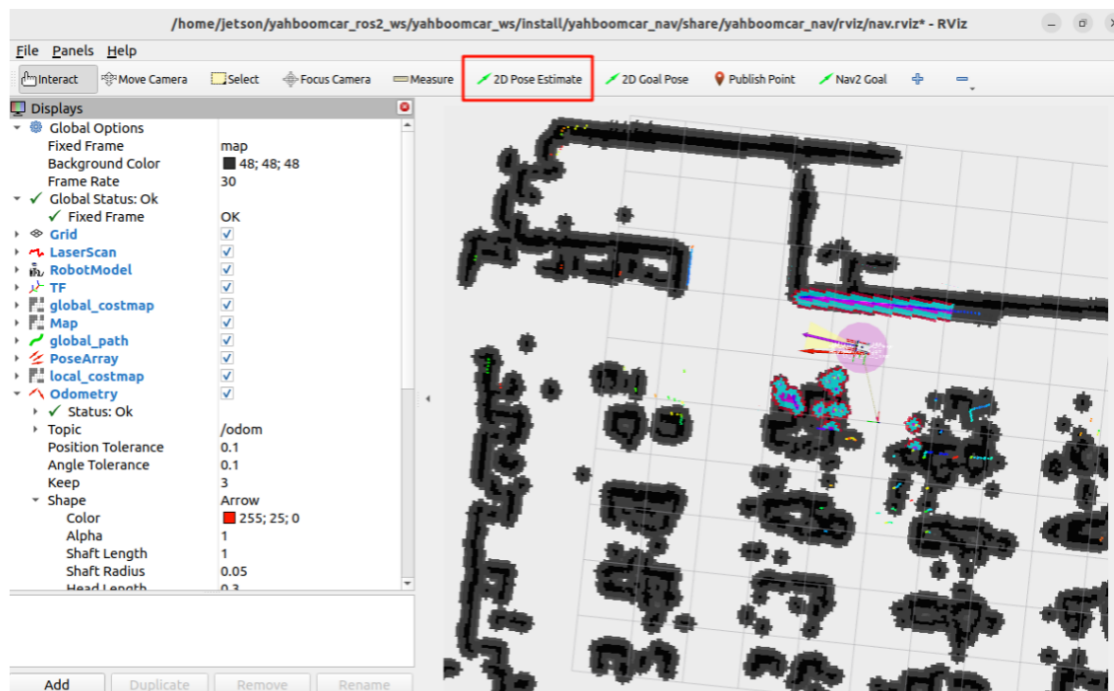 /home/jetson/yahboomcar_ros2_ws/yahboomcar_ws/install/yahboomcar_nav/share/yahboomcar_nav/rviz/nav.rviz* - RViz
File Panels Help
Interact Move Camera Select Focus Camera Measure 2D Pose Estimate 2D Goal Pose Publish Point Nav2 Goal
Displays
Global Options
Fixed Frame map
Background Color 48; 48; 48
Frame Rate 30
Global Status: Ok
Fixed Frame OK
Grid
LaserScan
RobotModel
TF
global_costmap
Map
global_path
PoseArray
local_costmap
Odometry
Status: Ok
Topic /odom
Position Tolerance 0.1
Angle Tolerance 0.1
Keep 3
Shape Arrow
Color 255; 25; 0
Alpha 1
Shaft Length 1
Shaft Radius 0.05
Head Length 0.3
Add Duplicate Remove Rename